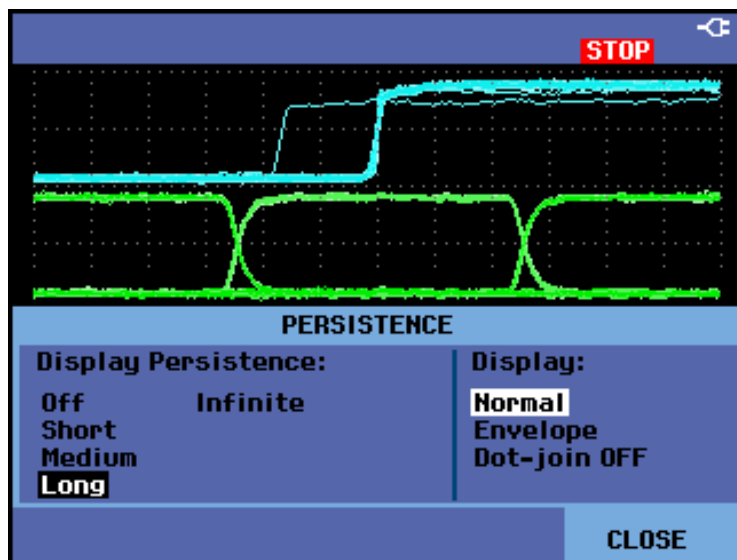 STOP
PERSISTENCE
Display Persistence:
Off Infinite
Short
Medium
Long
Display:
Normal
Envelope
Dot-join OFF
CLOSE